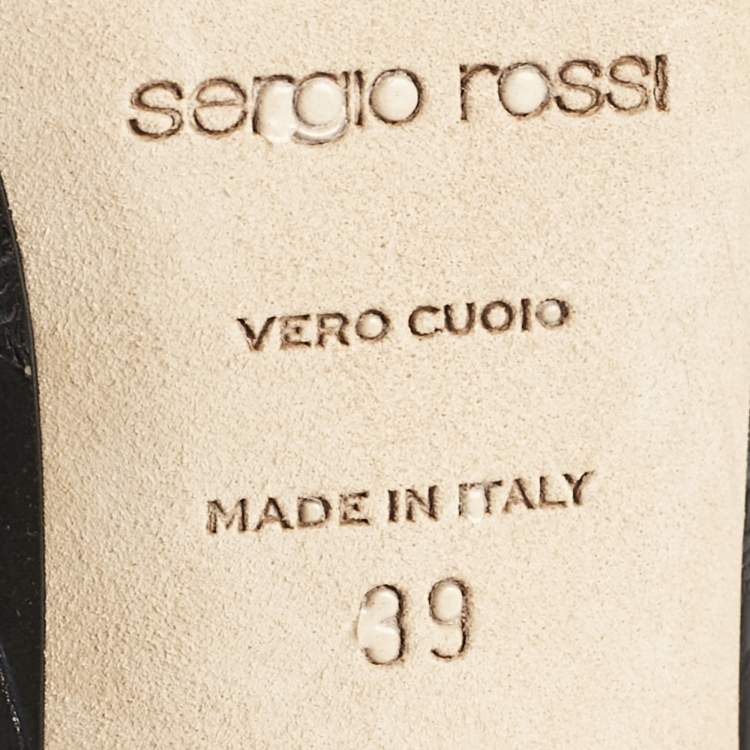 sergio rossi
VERO CUOIO
MADE IN ITALY
39